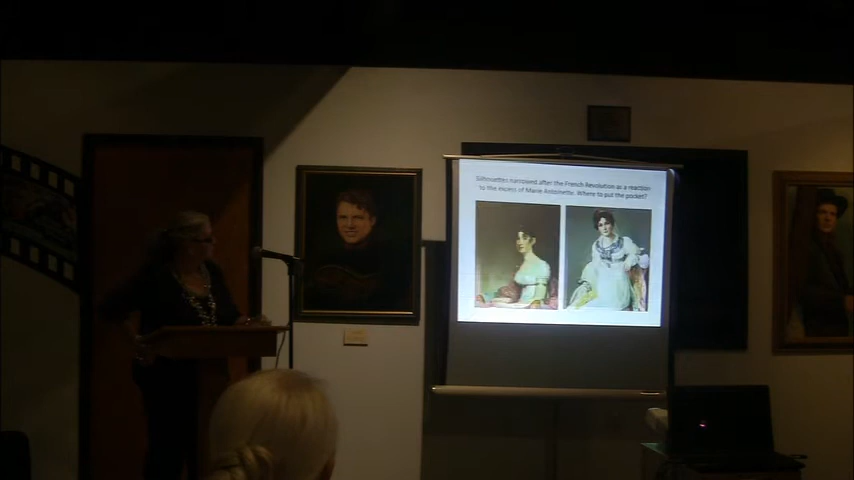 Silhouettes narrowed after the French Revolution as a reaction
to the excess of Marie Antoinette. Where to put the pocket?